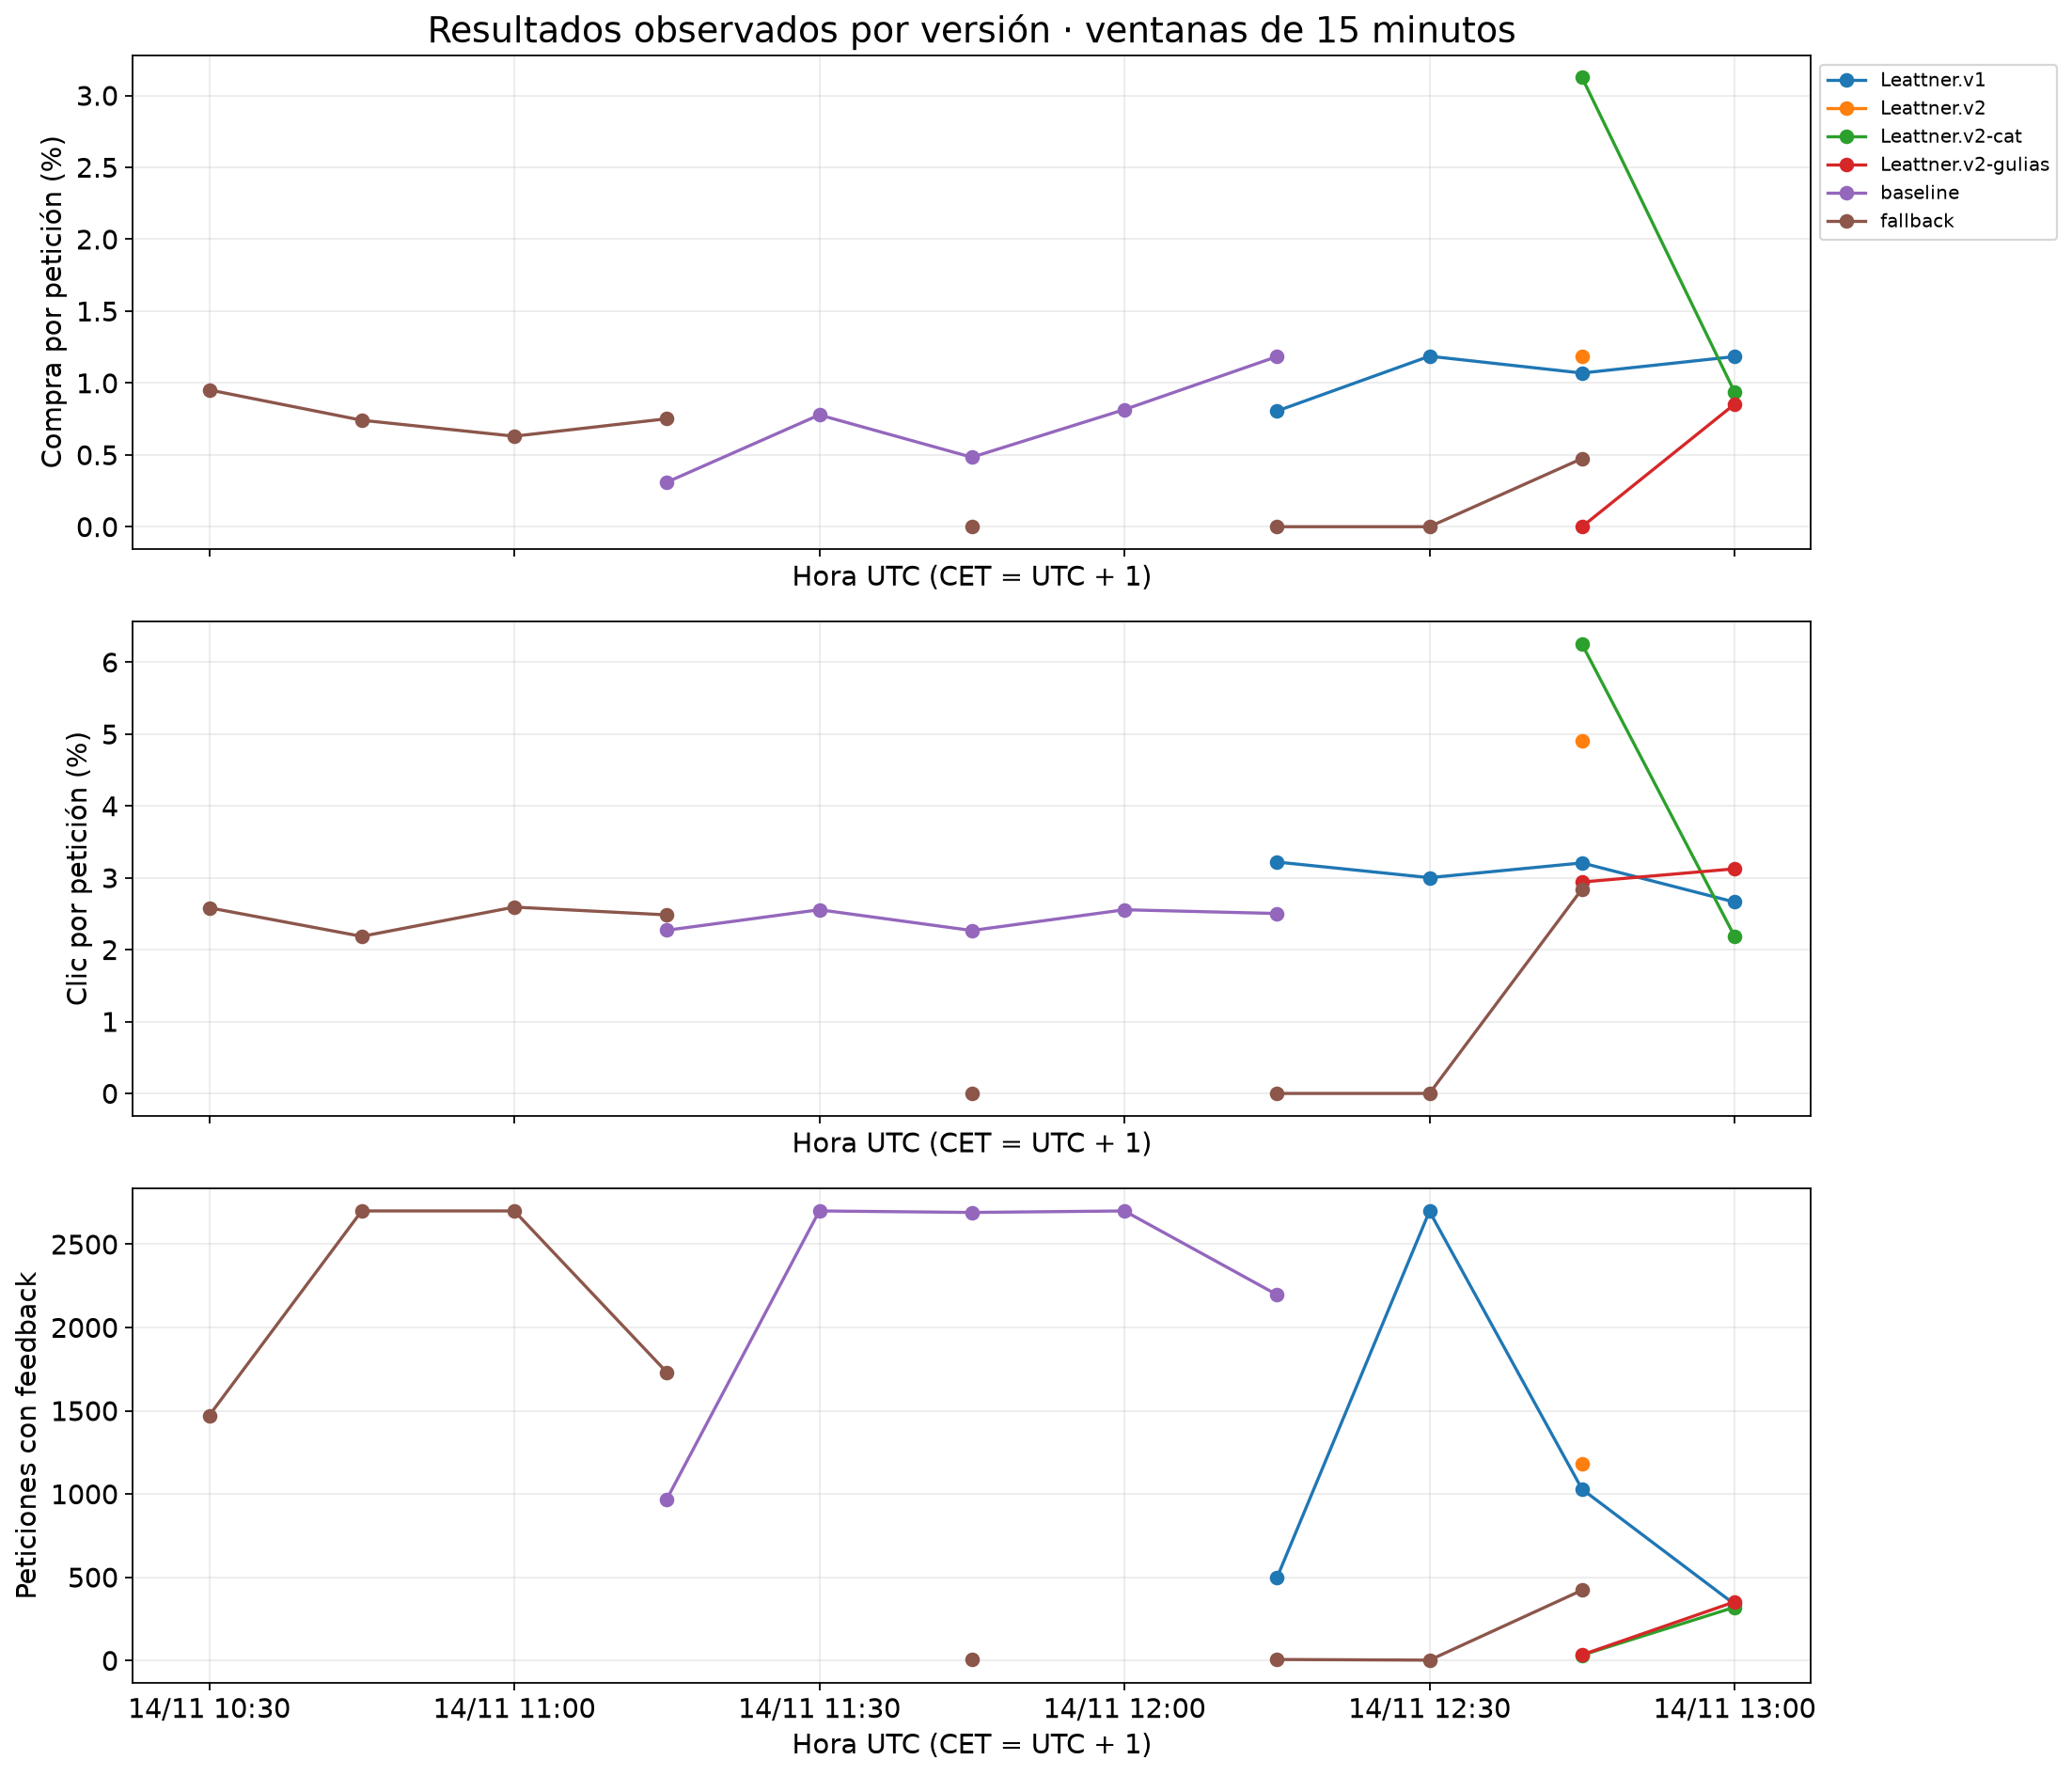 Resultados observados por versión · ventanas de 15 minutos
Compra por petición (%)
3.0
2.5
2.0
1.5
1.0
0.5
0.0
Hora UTC (CET = UTC + 1)
Leattner.v1
Leattner.v2
Leattner.v2-cat
Leattner.v2-gulias
baseline
fallback
Clic por petición (%)
6
5
4
3
2
1
0
Hora UTC (CET = UTC + 1)
Peticiones con feedback
2500
2000
1500
1000
500
0
14/11 10:30 14/11 11:00 14/11 11:30 14/11 12:00 14/11 12:30 14/11 13:00
Hora UTC (CET = UTC + 1)